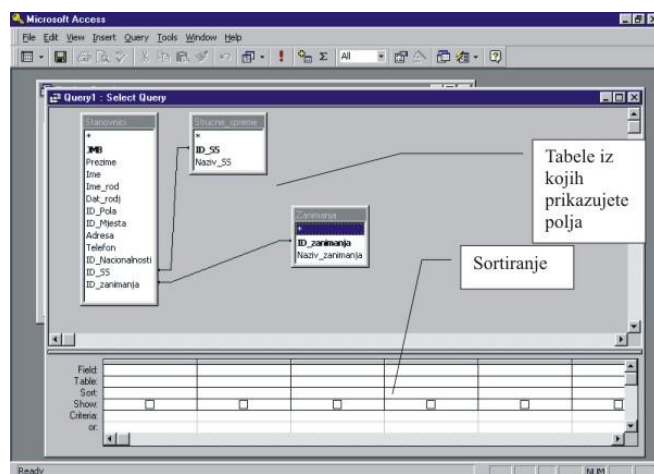 Microsoft Access
File Edit View Insert Query Tools Window Help
All
Query1 : Select Query
Stanovnici
*
JMB
Prezime
Ime
Ime_rod
Dat_rodj
ID_Pola
ID_Mjesta
Adresa
Telefon
ID_Nacionalnosti
ID_SS
ID_zanimanja
Strucne_spreme
*
ID_SS
Naziv_SS
Zanimanja
*
ID_zanimanja
Naziv_zanimanja
Tabele iz
kojih
prikazujete
polja
Sortiranje
Field:
Table:
Sort:
Show:
Criteria:
or:
Ready
NUM